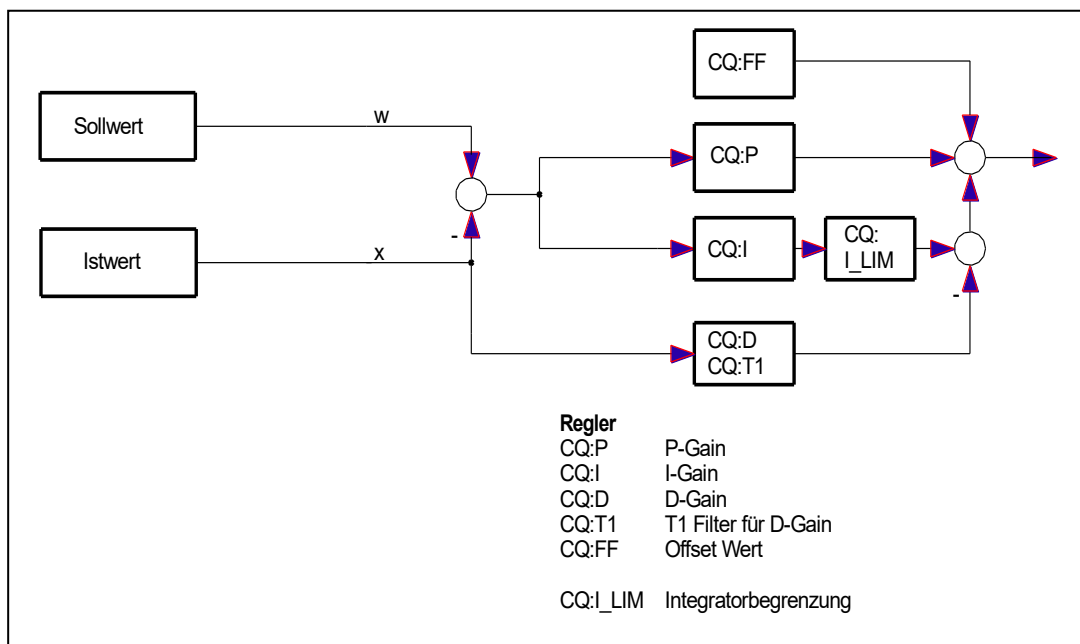 CQ:FF
Sollwert
w
CQ:P
Istwert
x
-
CQ:I
CQ:
I_LIM
-
CQ:D
CQ:T1
Regler
CQ:P P-Gain
CQ:I I-Gain
CQ:D D-Gain
CQ:T1 T1 Filter für D-Gain
CQ:FF Offset Wert
CQ:I_LIM Integratorbegrenzung